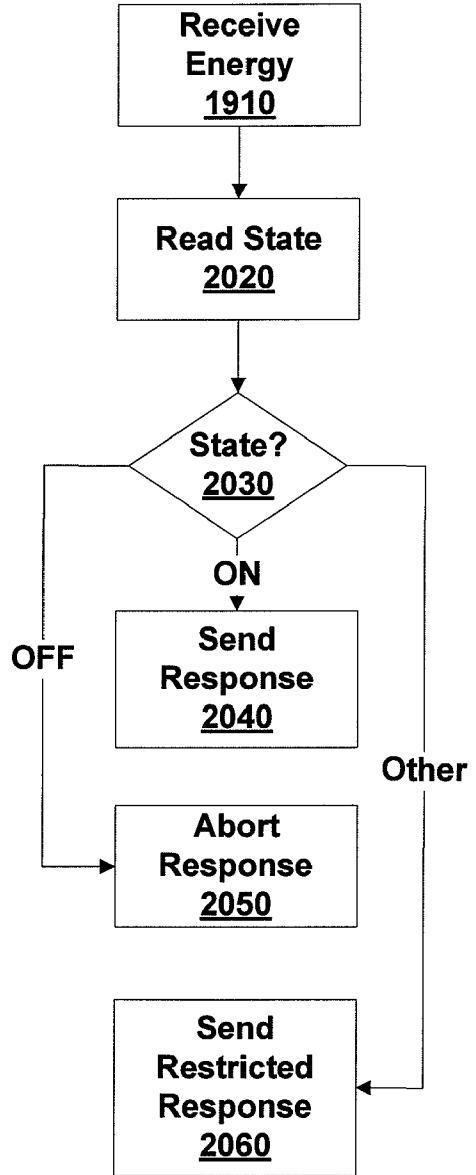 Receive
Energy
1910
Read State
2020
State?
2030
ON
OFF
Send
Response
2040
Other
Abort
Response
2050
Send
Restricted
Response
2060